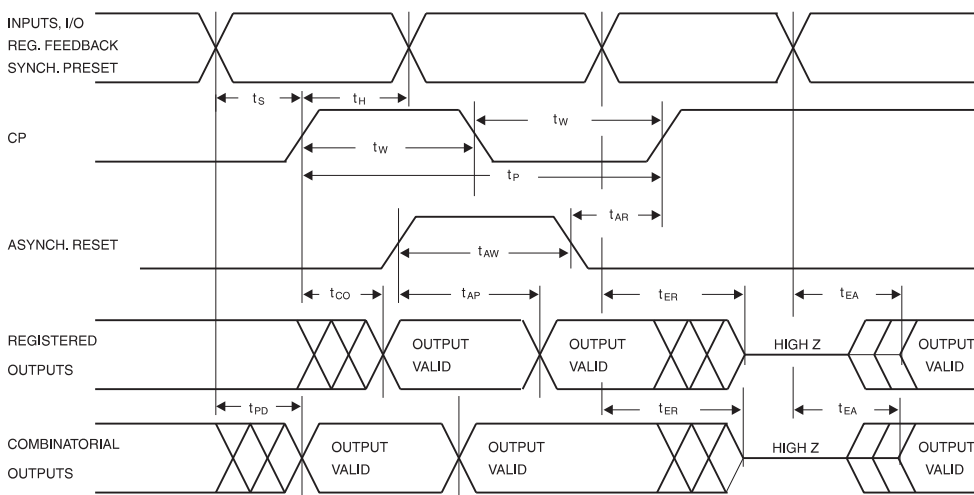 INPUTS, I/O
REG. FEEDBACK
SYNCH. PRESET
tS
tH
CP
tW
tW
tP
tAR
ASYNCH. RESET
tAW
tCO
tAP
tER
tEA
REGISTERED
OUTPUTS
OUTPUT
VALID
OUTPUT
VALID
HIGH Z
OUTPUT
VALID
tPD
tER
tEA
COMBINATORIAL
OUTPUTS
OUTPUT
VALID
OUTPUT
VALID
HIGH Z
OUTPUT
VALID